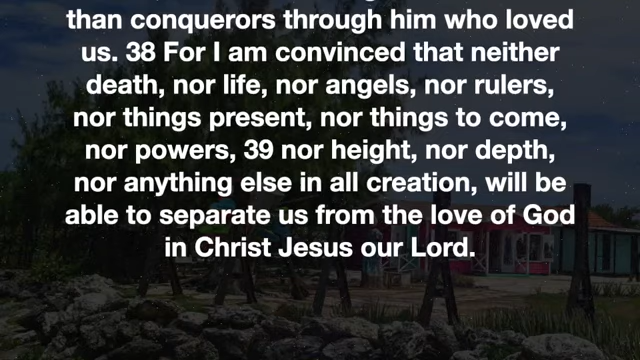 than conquerors through him who loved
us. 38 For I am convinced that neither
death, nor life, nor angels, nor rulers,
nor things present, nor things to come,
nor powers, 39 nor height, nor depth,
nor anything else in all creation, will be
able to separate us from the love of God
in Christ Jesus our Lord.